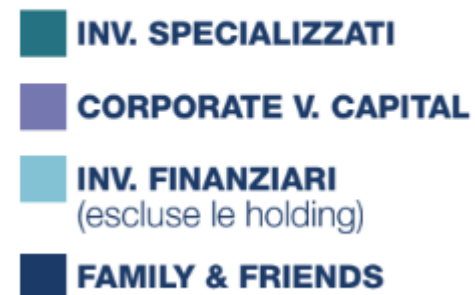 INV. SPECIALIZZATI
CORPORATE V. CAPITAL
INV. FINANZIARI
(escluse le holding)
FAMILY & FRIENDS